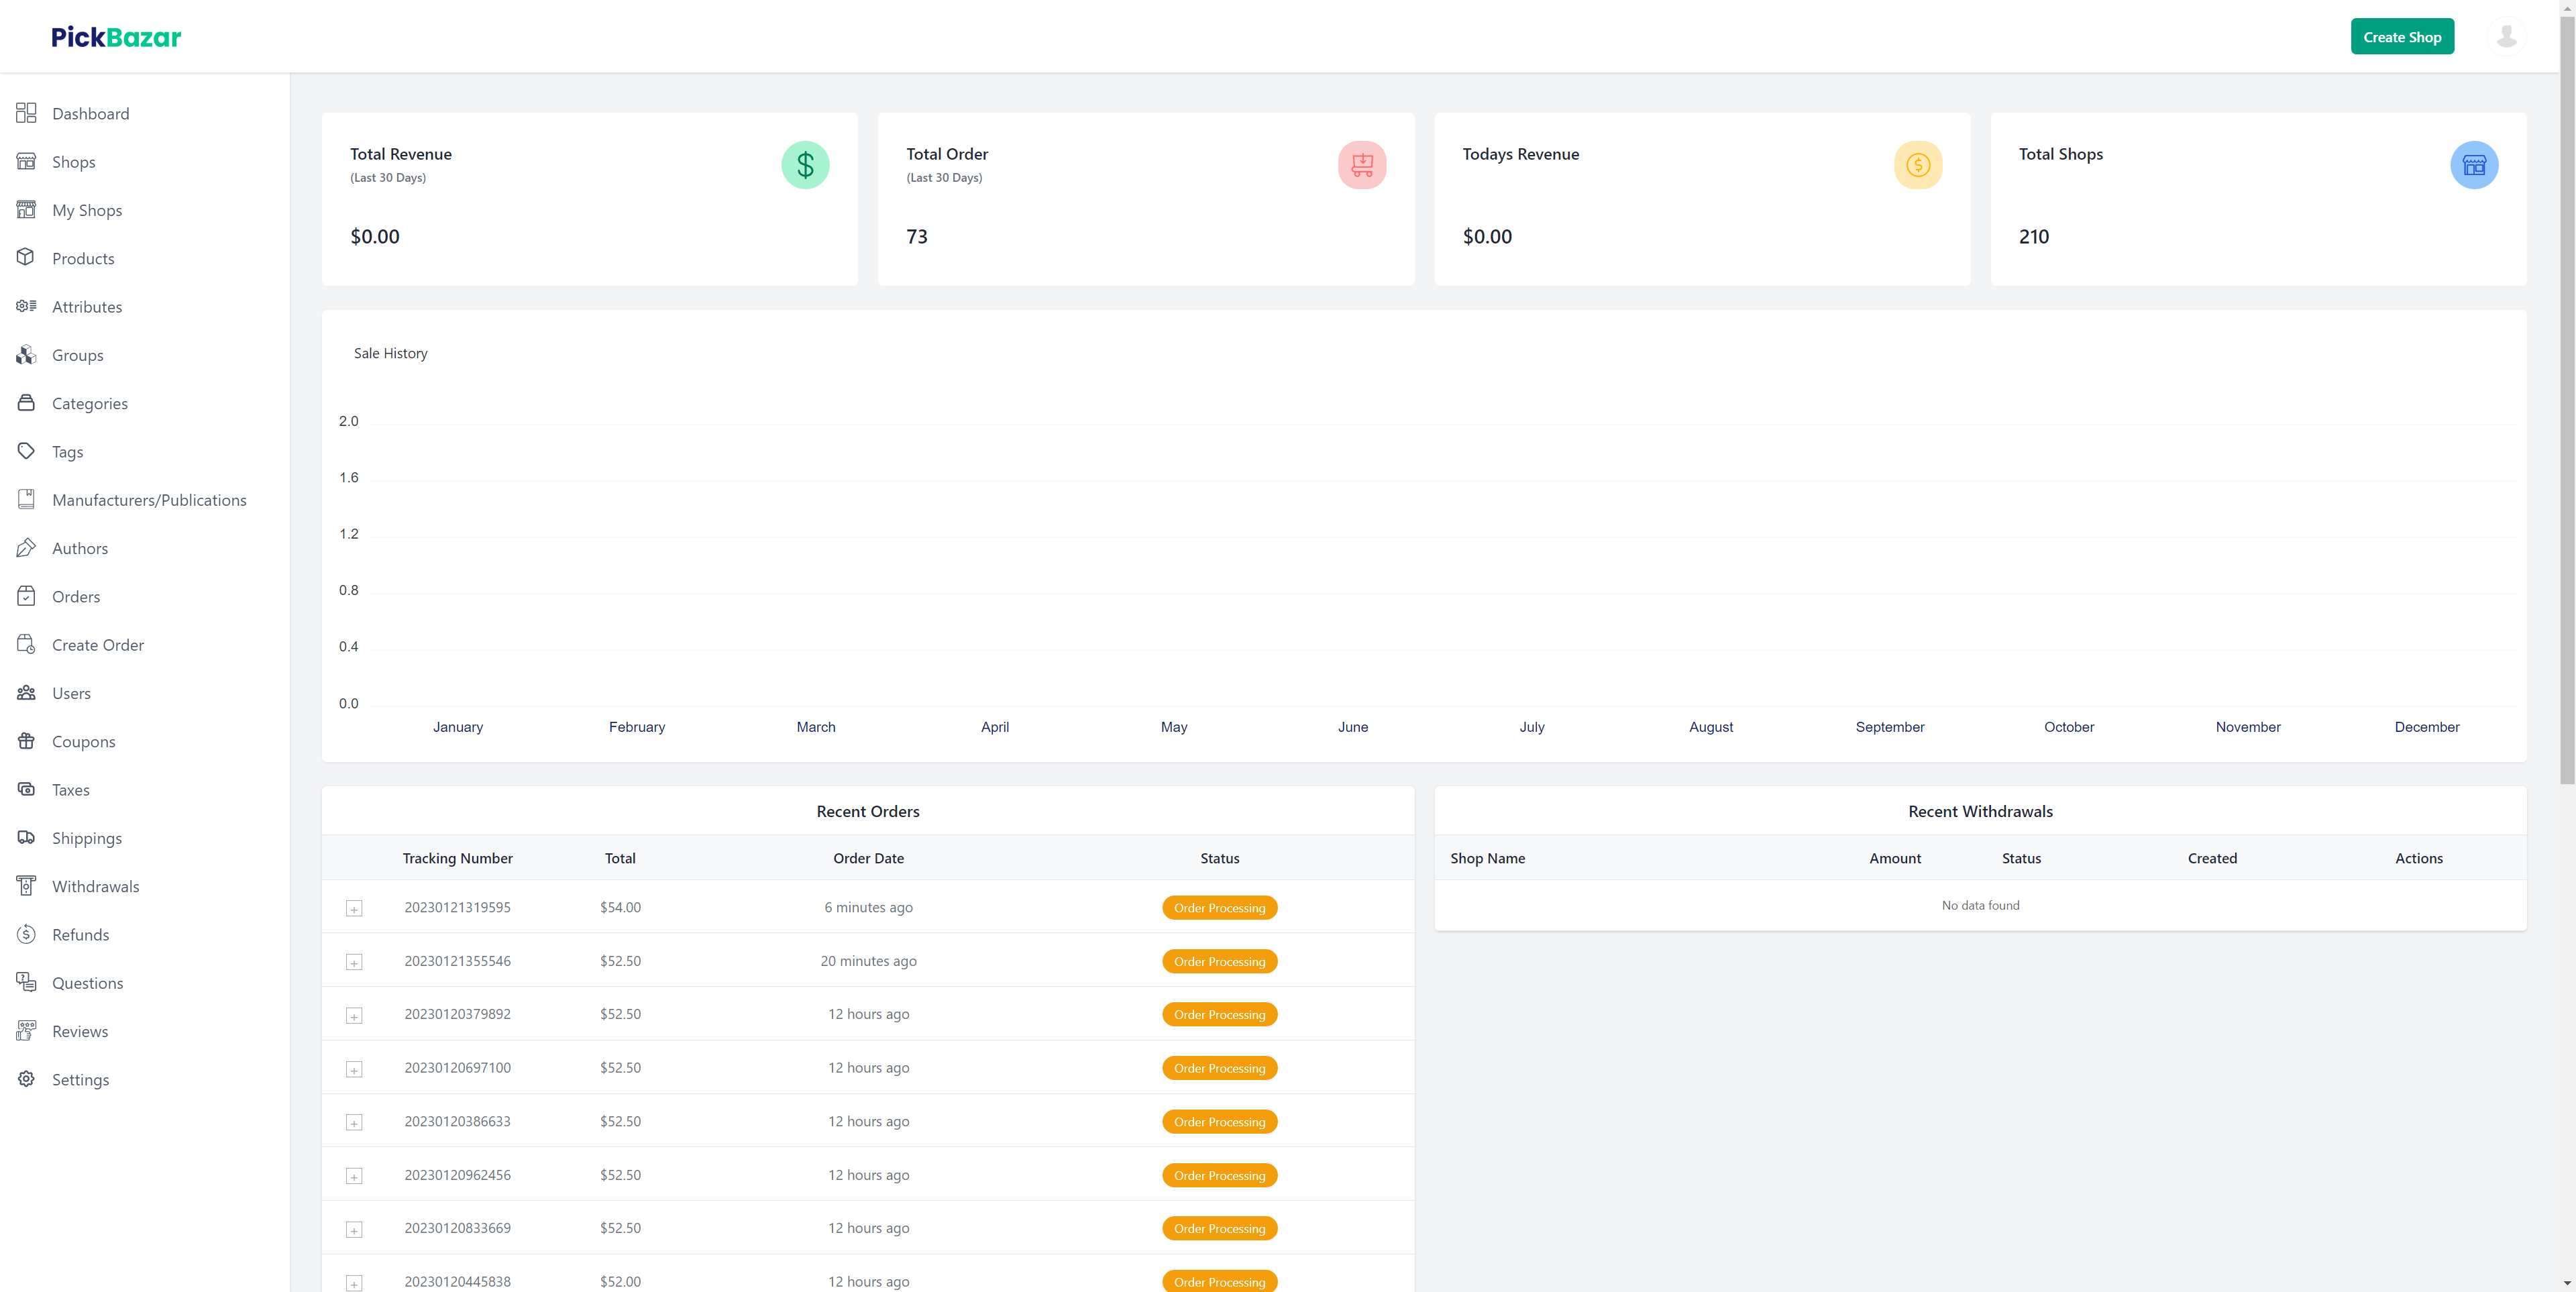 PickBazar
Create Shop
Dashboard
Shops
My Shops
Products
Attributes
Groups
Categories
Tags
Manufacturers/Publications
Authors
Orders
Create Order
Users
Coupons
Taxes
Shippings
Withdrawals
Refunds
Questions
Reviews
Settings
Total Revenue
(Last 30 Days)
$0.00
Total Order
(Last 30 Days)
73
Todays Revenue
$0.00
Total Shops
210
Sale History
2.0
1.6
1.2
0.8
0.4
0.0
January February March April May June July August September October November December
Recent Orders
Tracking Number Total Order Date Status
20230121319595 $54.00 6 minutes ago Order Processing
20230121355546 $52.50 20 minutes ago Order Processing
20230120379892 $52.50 12 hours ago Order Processing
20230120697100 $52.50 12 hours ago Order Processing
20230120386633 $52.50 12 hours ago Order Processing
20230120962456 $52.50 12 hours ago Order Processing
20230120833669 $52.50 12 hours ago Order Processing
20230120445838 $52.00 12 hours ago Order Processing
Recent Withdrawals
Shop Name Amount Status Created Actions
No data found